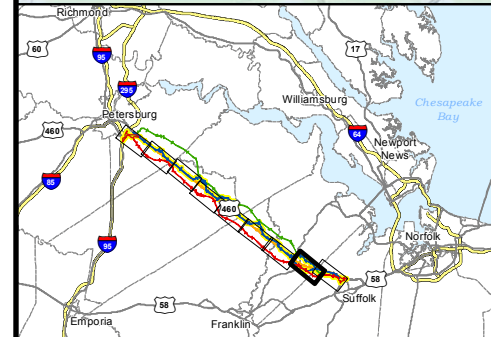 Richmond
60
95
17
295
Williamsburg
Petersburg
Chesapeake
Bay
460
64
Newport
News
85
460
95
Norfolk
58
58
Suffolk
Emporia
Franklin